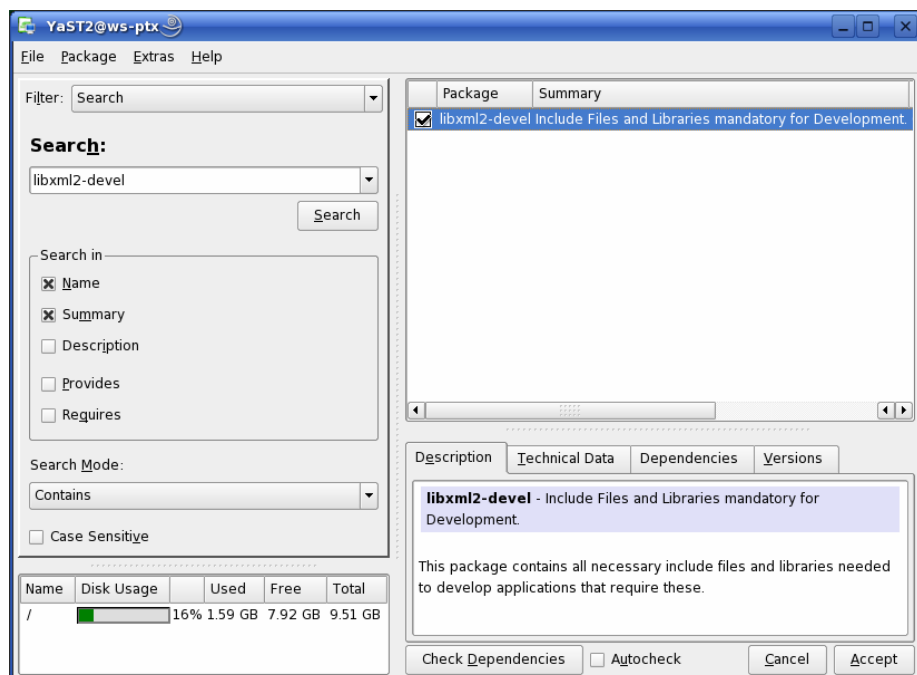 YaST2@ws-ptx
File Package Extras Help
Filter: Search
Search:
libxml2-devel
Search
Search in
Name
Summary
Description
Provides
Requires
Search Mode:
Contains
Case Sensitive
Name Disk Usage Used Free Total
/ 16% 1.59 GB 7.92 GB 9.51 GB
Package Summary
libxml2-devel Include Files and Libraries mandatory for Development.
Description Technical Data Dependencies Versions
libxml2-devel - Include Files and Libraries mandatory for
Development.
This package contains all necessary include files and libraries needed
to develop applications that require these.
Check Dependencies Autocheck Cancel Accept